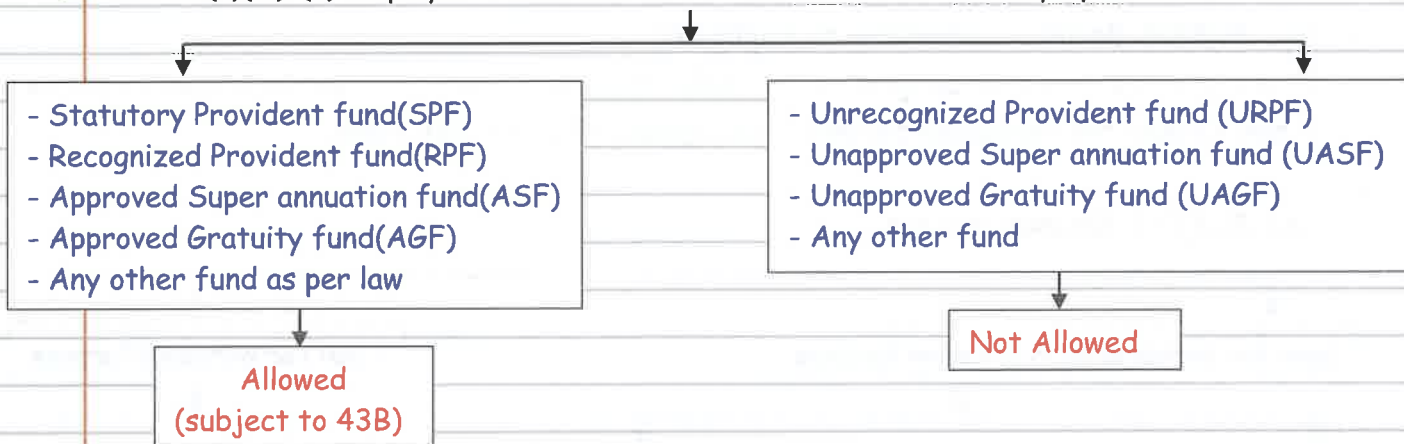 - Statutory Provident fund(SPF)
- Recognized Provident fund(RPF)
- Approved Super annuation fund(ASF)
- Approved Gratuity fund(AGF)
- Any other fund as per law
Allowed
(subject to 43B)
- Unrecognized Provident fund (URPF)
- Unapproved Super annuation fund (UASF)
- Unapproved Gratuity fund (UAGF)
- Any other fund
Not Allowed